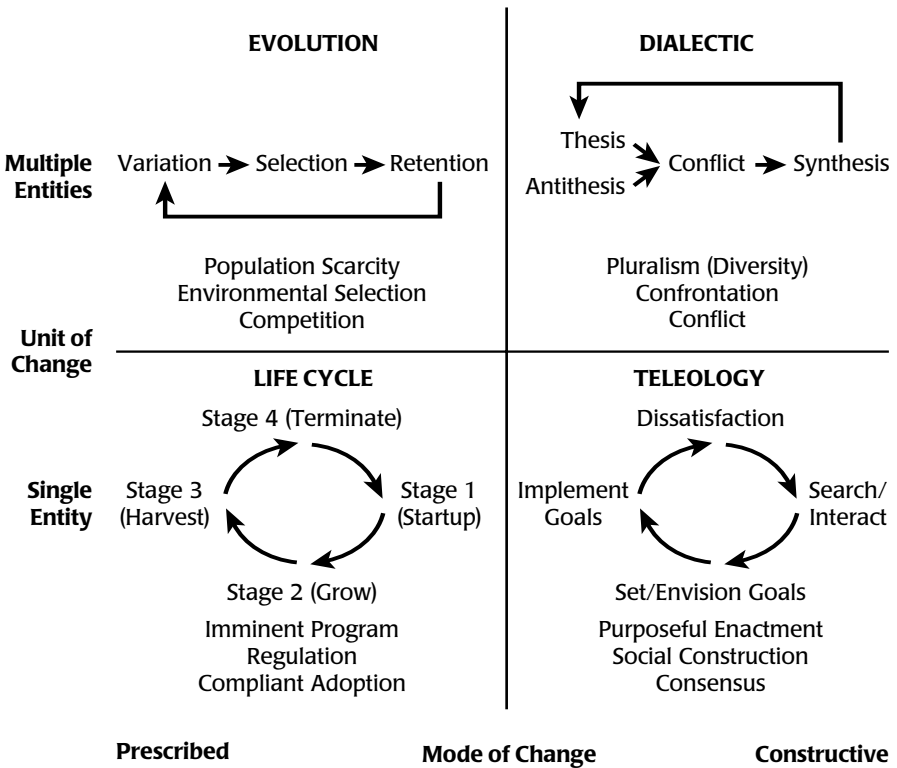 EVOLUTION
DIALECTIC
Multiple
Entities
Variation
Selection
Retention
Thesis
Antithesis
Conflict
Synthesis
Population Scarcity
Environmental Selection
Competition
Pluralism (Diversity)
Confrontation
Conflict
Unit of
Change
LIFE CYCLE
Stage 4 (Terminate)
Single
Entity
Stage 3
(Harvest)
Stage 1
(Startup)
Stage 2 (Grow)
Imminent Program
Regulation
Compliant Adoption
TELEOLOGY
Dissatisfaction
Implement
Goals
Search/
Interact
Set/Envision Goals
Purposeful Enactment
Social Construction
Consensus
Prescribed
Mode of Change
Constructive